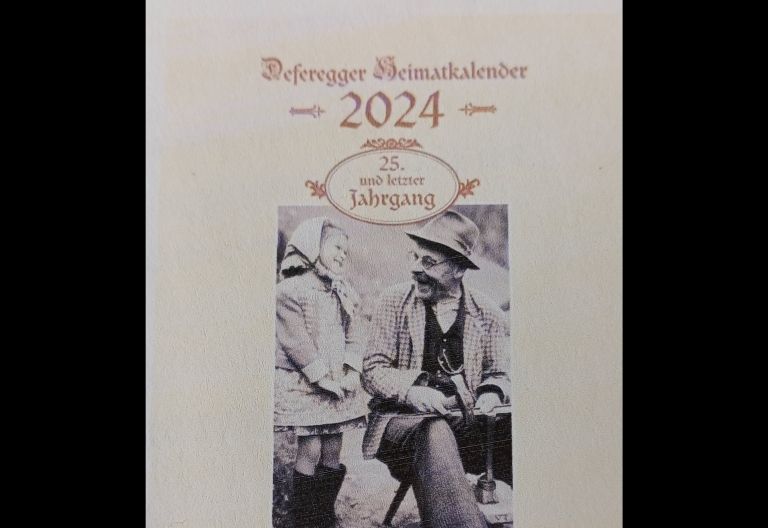 Deferegger Heimatkalender
2024
25.
und letzter
Jahrgang